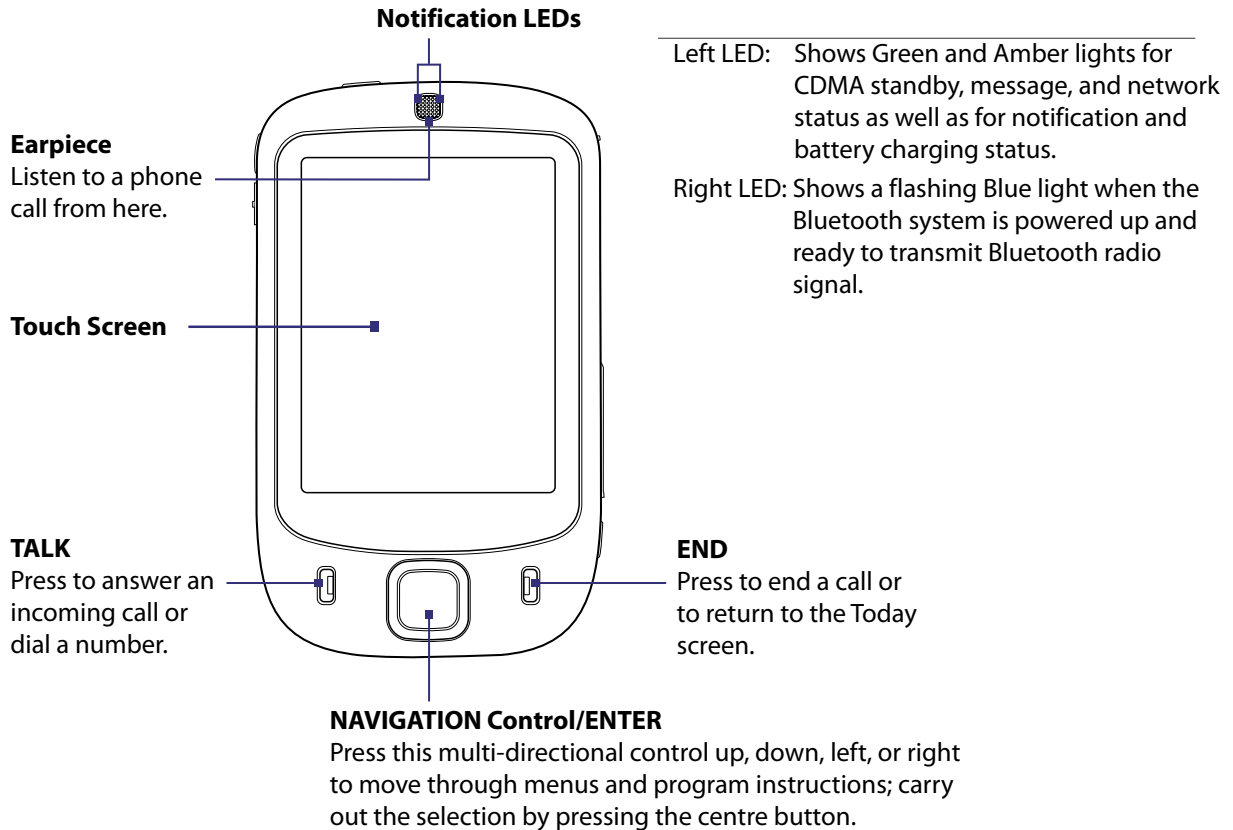 Notification LEDs
Left LED: Shows Green and Amber lights for
CDMA standby, message, and network
status as well as for notification and
battery charging status.
Right LED: Shows a flashing Blue light when the
Bluetooth system is powered up and
ready to transmit Bluetooth radio
signal.
Earpiece
Listen to a phone
call from here.
Touch Screen
TALK
Press to answer an
incoming call or
dial a number.
END
Press to end a call or
to return to the Today
screen.
NAVIGATION Control/ENTER
Press this multi-directional control up, down, left, or right
to move through menus and program instructions; carry
out the selection by pressing the centre button.